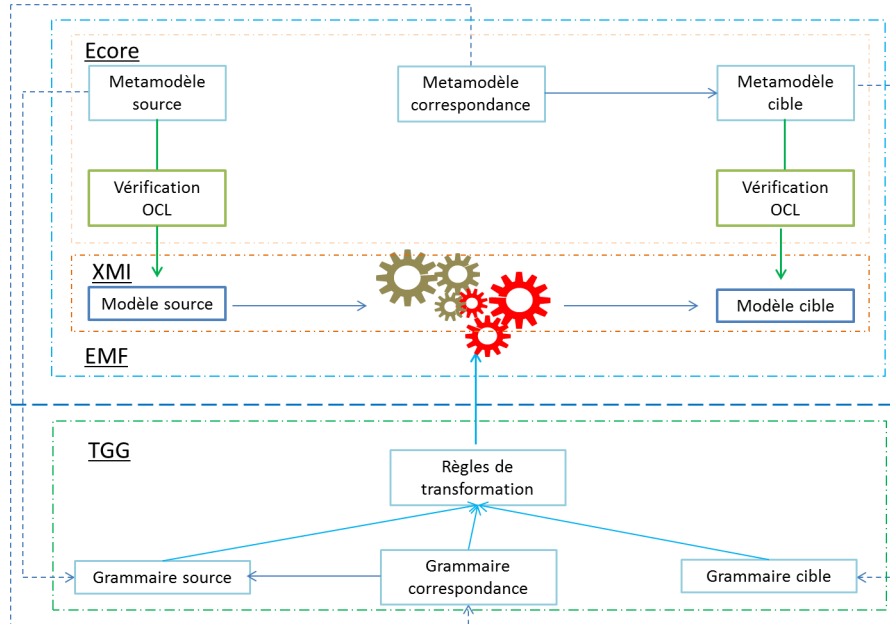 Ecore
Metamodèle
source
Metamodèle
correspondance
Metamodèle
cible
Vérification
OCL
Vérification
OCL
XMI
Modèle source
Modèle cible
EMF
TGG
Règles de
transformation
Grammaire source
Grammaire
correspondance
Grammaire cible